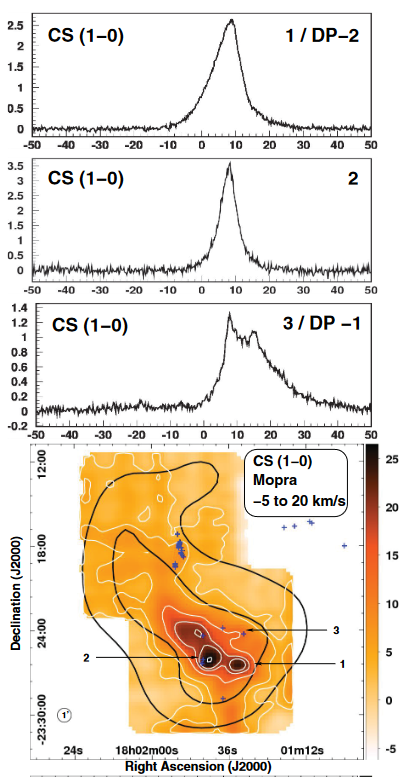 CS (1−0)
1 / DP−2
2.5
2
1.5
1
0.5
0
-50 -40 -30 -20 -10 0 10 20 30 40 50
CS (1−0)
2
3.5
3
2.5
2
1.5
1
0.5
0
-50 -40 -30 -20 -10 0 10 20 30 40 50
CS (1−0)
3 / DP −1
1.4
1.2
1
0.8
0.6
0.4
0.2
0
-0.2
-50 -40 -30 -20 -10 0 10 20 30 40 50
CS (1−0)
Mopra
−5 to 20 km/s
Declination (J2000)
12:00
18:00
24:00
-23:30:00
3
2
1
1'
25
20
15
10
5
0
-5
24s 18h02m00s 36s 01m12s
Right Ascension (J2000)